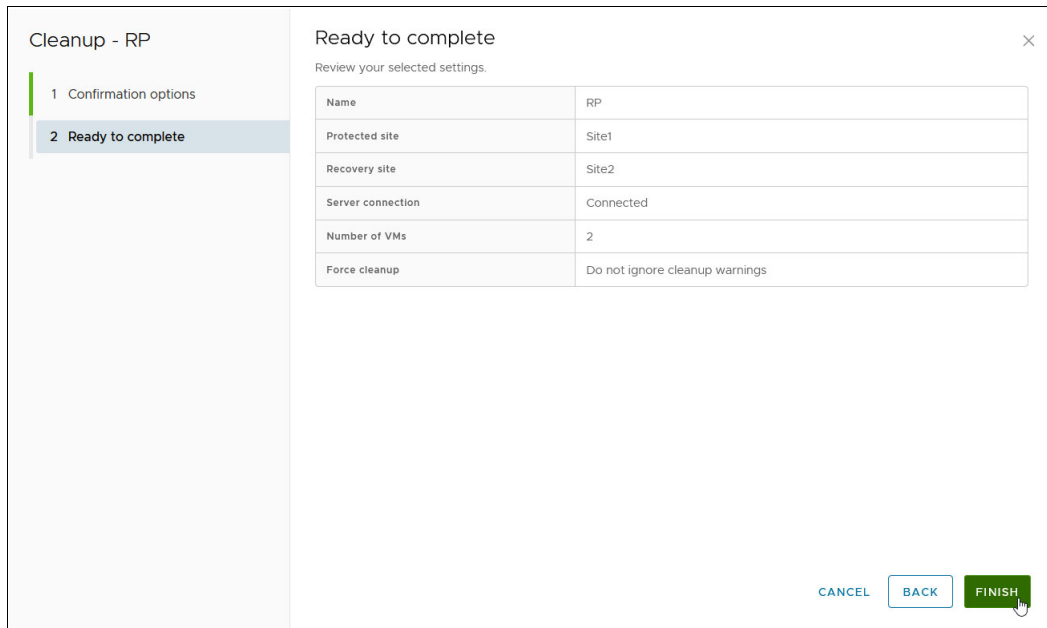 Cleanup - RP
1 Confirmation options
2 Ready to complete
Ready to complete
Review your selected settings.
Name RP
Protected site Site1
Recovery site Site2
Server connection Connected
Number of VMs 2
Force cleanup Do not ignore cleanup warnings
CANCEL BACK FINISH